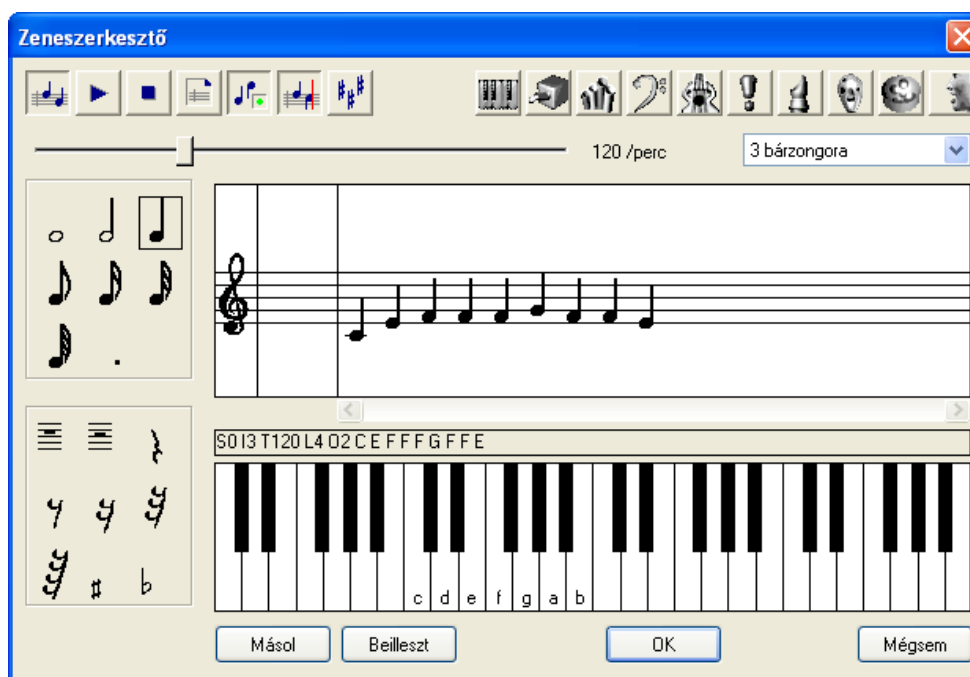 Zeneszerkesztő
120 /perc
3 bárzongora
S0 I3 T120 L4 O2 C E F F F G F F E
c d e f g a b
Másol
Beilleszt
OK
Mégsem